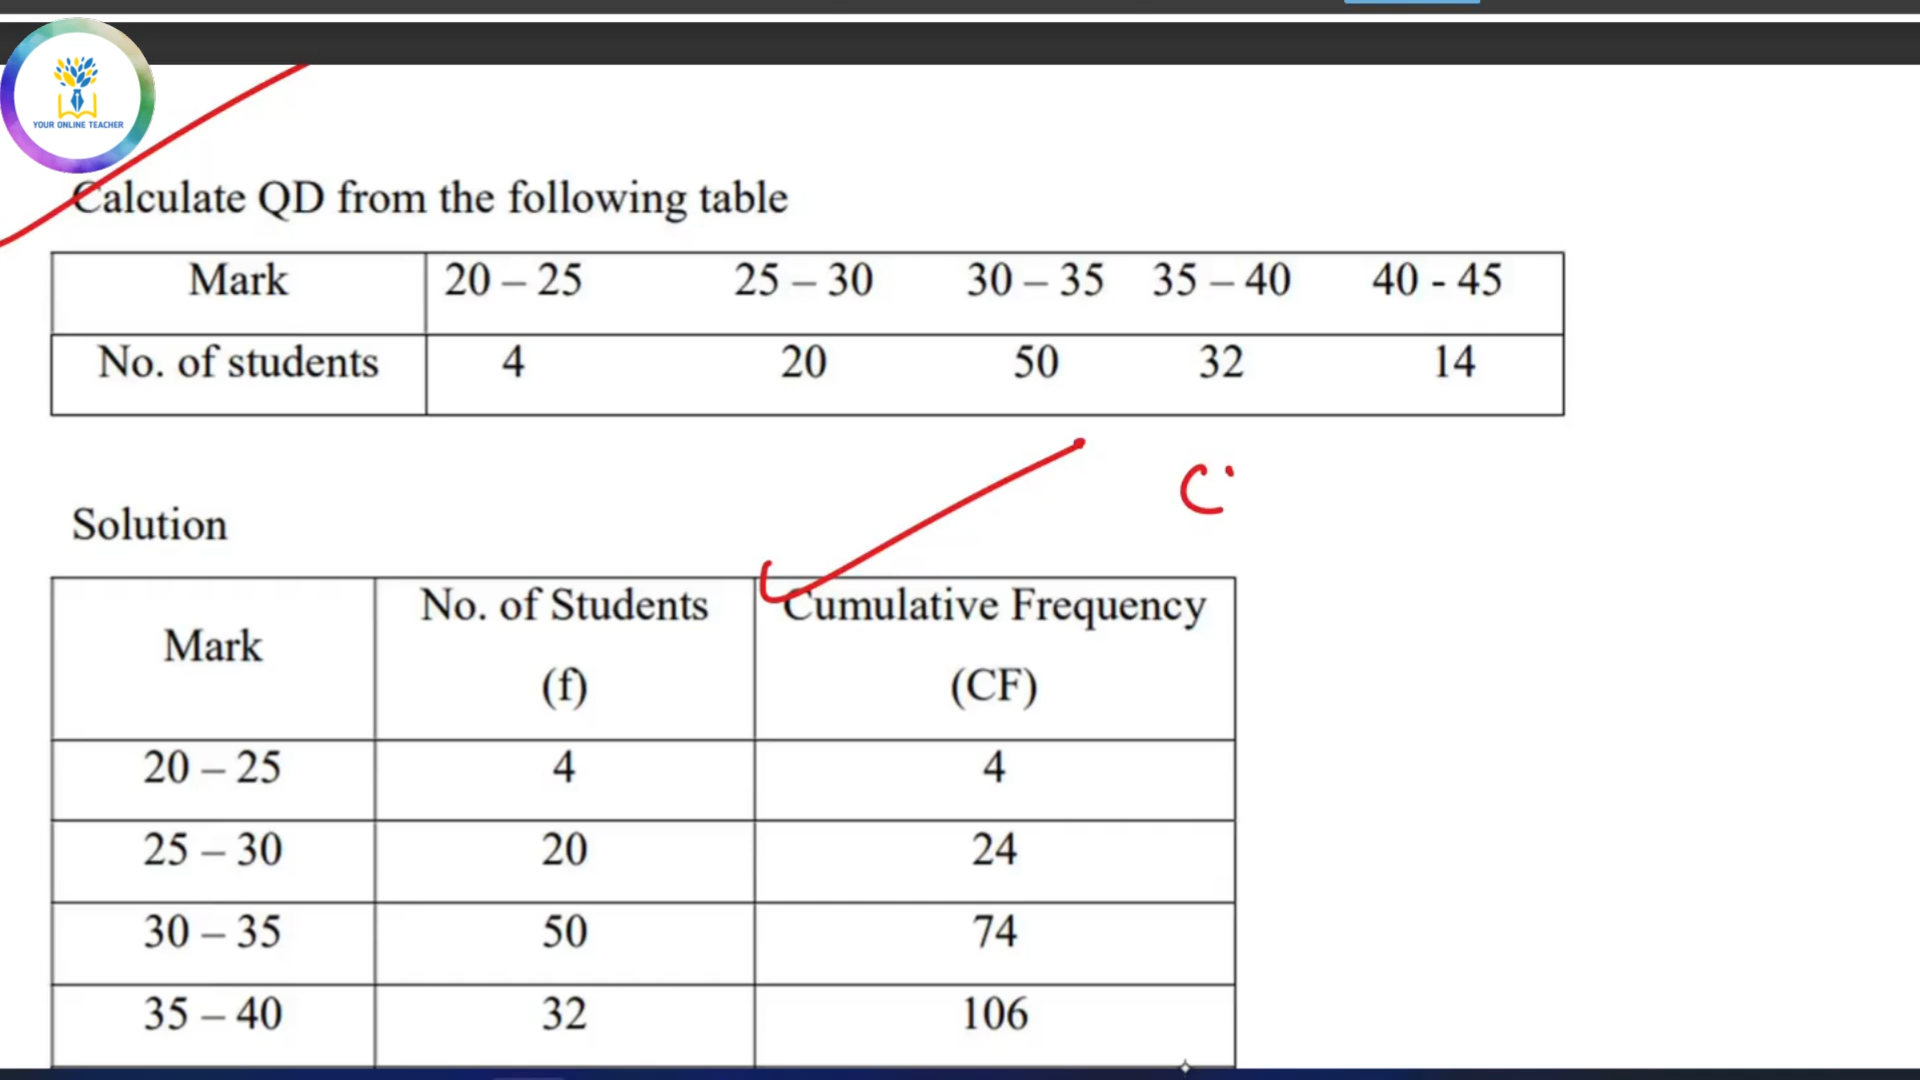 YOUR ONLINE TEACHER
Calculate QD from the following table
Mark 20 – 25 25 – 30 30 – 35 35 – 40 40 - 45
No. of students 4 20 50 32 14
C
Solution
Mark No. of Students (f) Cumulative Frequency (CF)
20 – 25 4 4
25 – 30 20 24
30 – 35 50 74
35 – 40 32 106